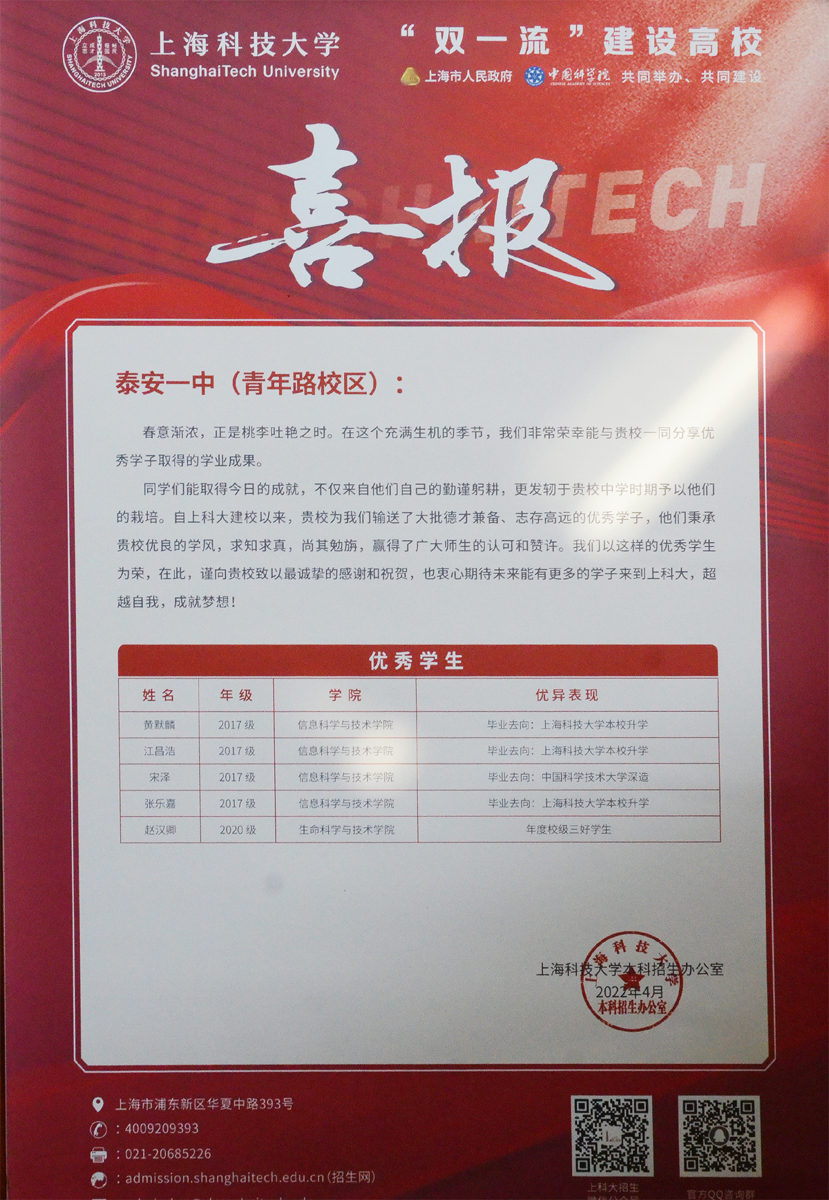 上海科技大学
ShanghaiTech University
SHANGHAITECH UNIVERSITY
2013
“双一流”建设高校
上海市人民政府 中国科学院 共同举办、共同建设
CHINESE ACADEMY OF SCIENCES
喜报
泰安一中（青年路校区）：
春意渐浓，正是桃李吐艳之时。在这个充满生机的季节，我们非常荣幸能与贵校一同分享优
秀学子取得的学业成果。
同学们能取得今日的成就，不仅来自他们自己的勤谨躬耕，更发轫于贵校中学时期予以他们
的栽培。自上科大建校以来，贵校为我们输送了大批德才兼备、志存高远的优秀学子，他们秉承
贵校优良的学风，求知求真，尚其勉旃，赢得了广大师生的认可和赞许。我们以这样的优秀学生
为荣，在此，谨向贵校致以最诚挚的感谢和祝贺，也衷心期待未来能有更多的学子来到上科大，超
越自我，成就梦想！
优秀学生
姓名 年级 学院 优异表现
黄默麟 2017级 信息科学与技术学院 毕业去向：上海科技大学本校升学
江昌浩 2017级 信息科学与技术学院 毕业去向：上海科技大学本校升学
宋泽 2017级 信息科学与技术学院 毕业去向：中国科学技术大学深造
张乐嘉 2017级 信息科学与技术学院 毕业去向：上海科技大学本校升学
赵汉卿 2020级 生命科学与技术学院 年度校级三好学生
上海科技大学本科招生办公室
2022年4月
上海科技大学
本科招生办公室
上海市浦东新区华夏中路393号
：4009209393
：021-20685226
：admission.shanghaitech.edu.cn（招生网）
上科大招生
官方QQ咨询群